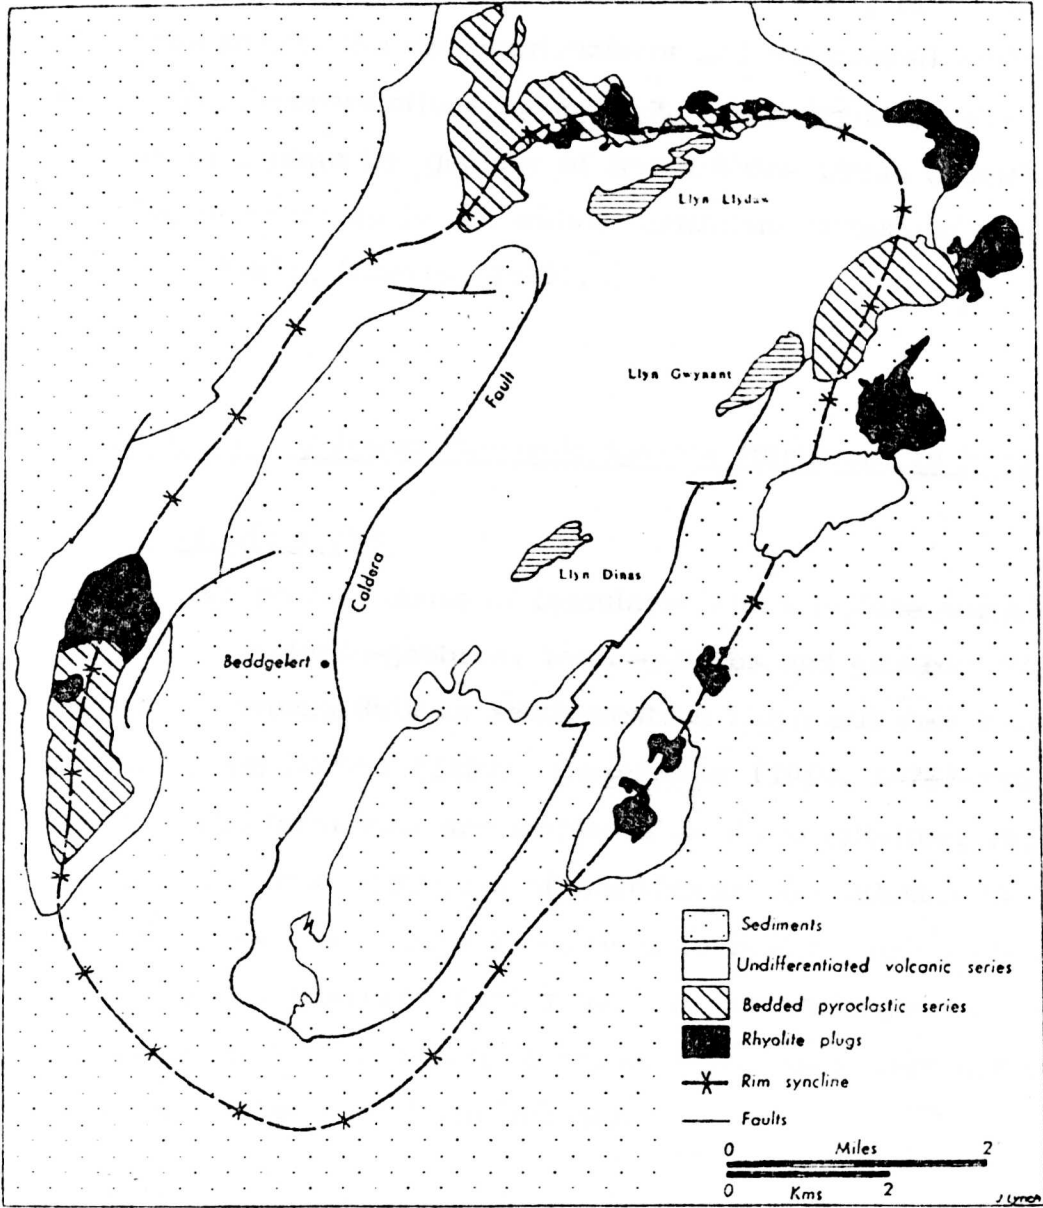 Llyn Llydaw
Llyn Gwynant
Fault
Caldera
Llyn Dinas
Beddgelert
Sediments
Undifferentiated volcanic series
Bedded pyroclastic series
Rhyolite plugs
Rim syncline
Faults
0 Miles 2
0 Kms 2
J Lynch